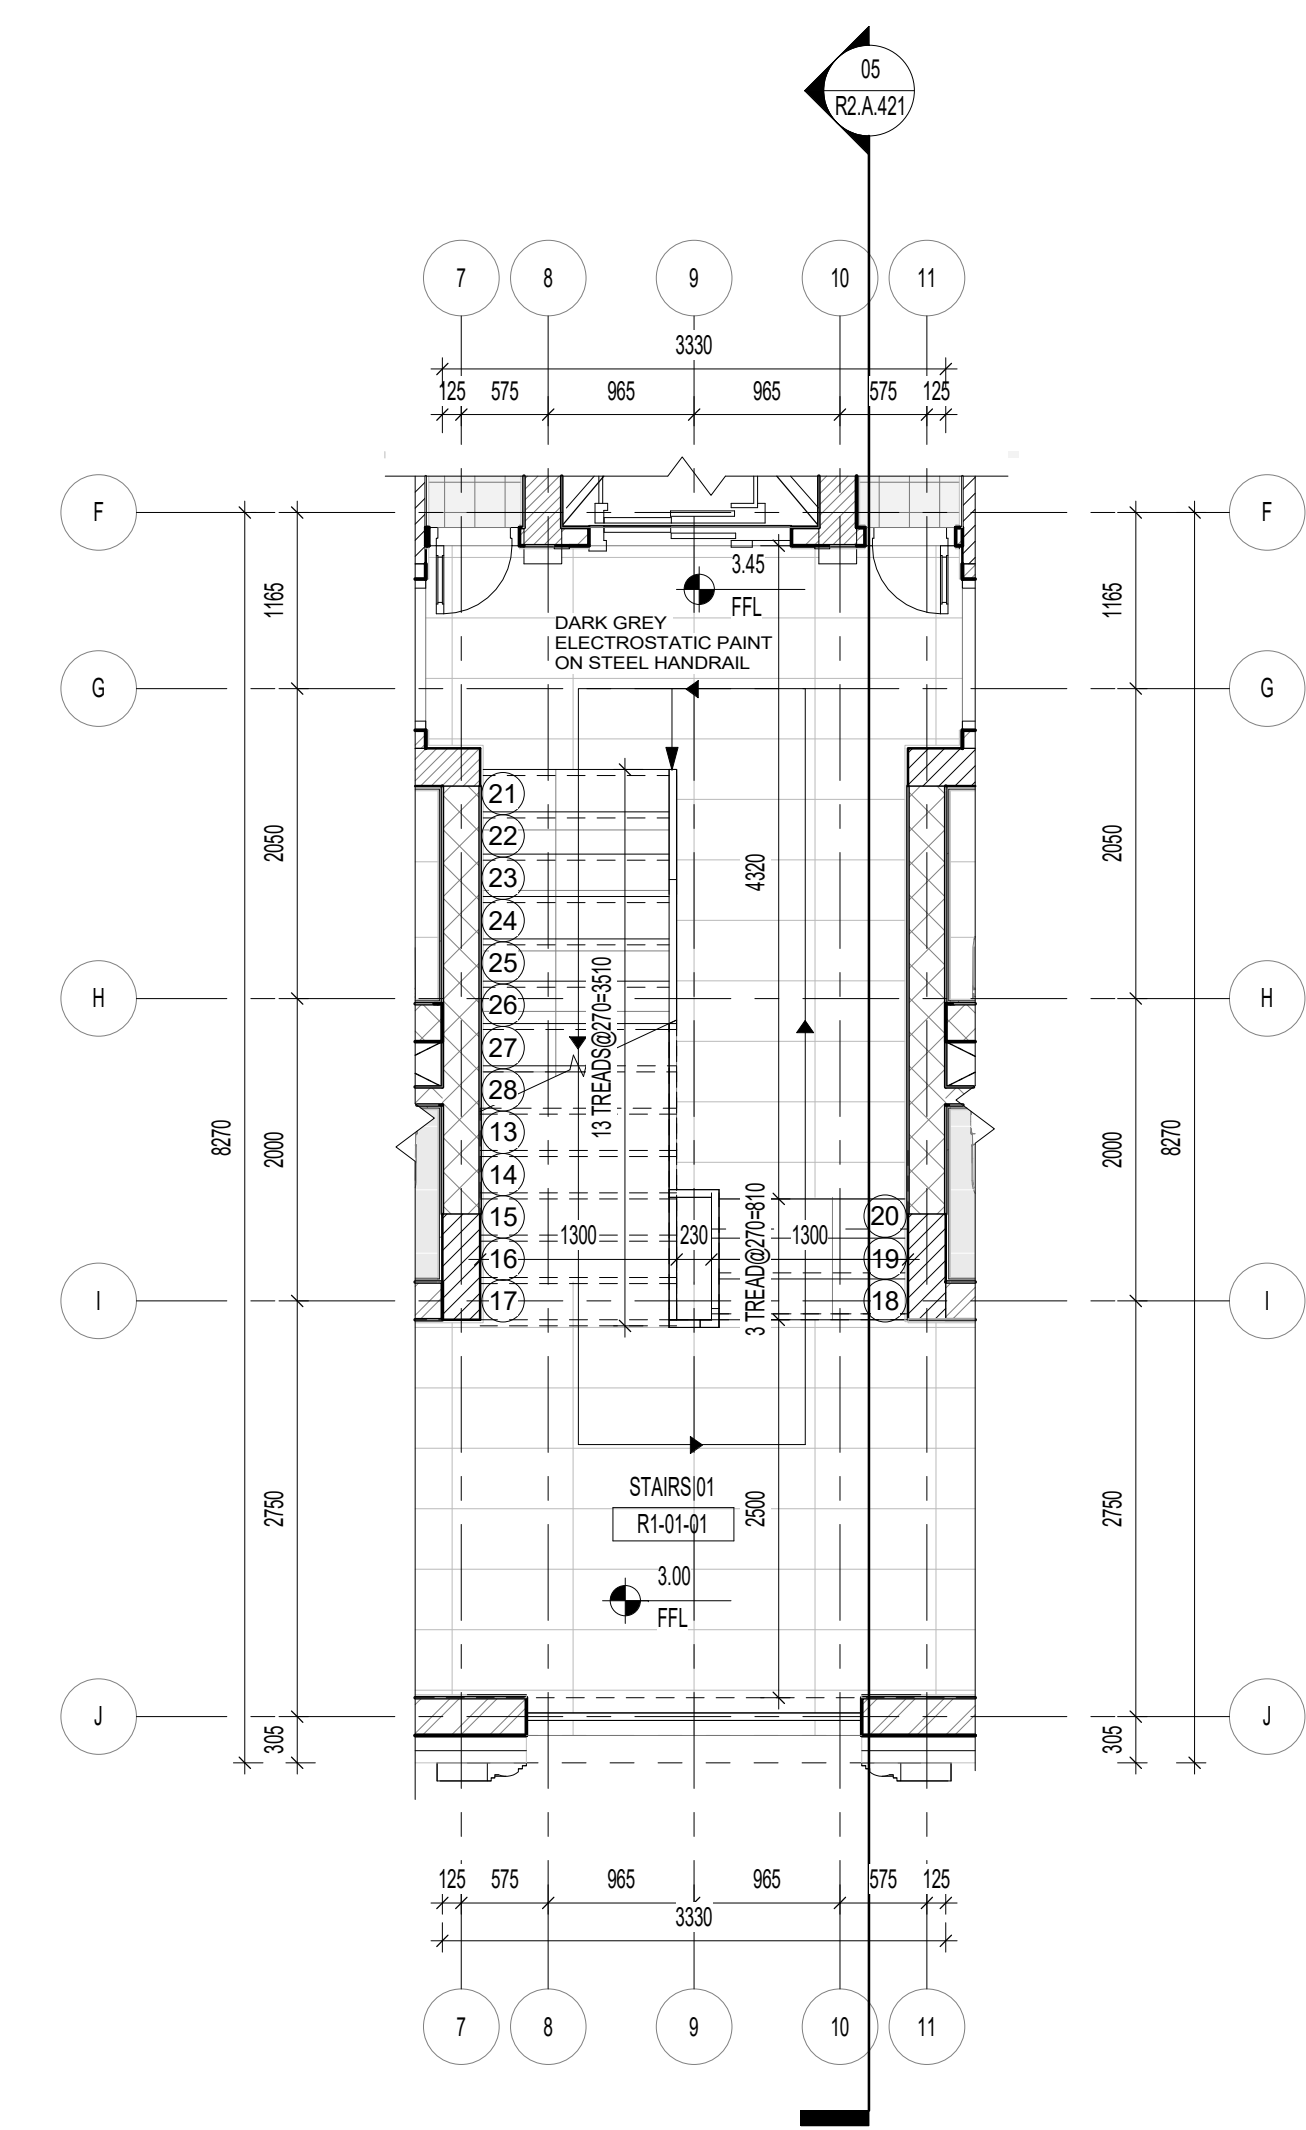 05
R2.A.421
7 8 9 10 11
3330
125 575 965 965 575 125
F F
3.45
FFL
1165 1165
DARK GREY
ELECTROSTATIC PAINT
ON STEEL HANDRAIL
G G
21
22
2050 4320 2050
23
24
25
H H
26
27
28
13 TREADS@270=3510
13
8270 2000 2000 8270
14
15 20
1300 230 1300
16 19
3 TREAD@270=810
I 17 18 I
STAIRS 01
R1-01-01
2750 2500 2750
3.00
FFL
J J
305 305
125 575 965 965 575 125
3330
7 8 9 10 11